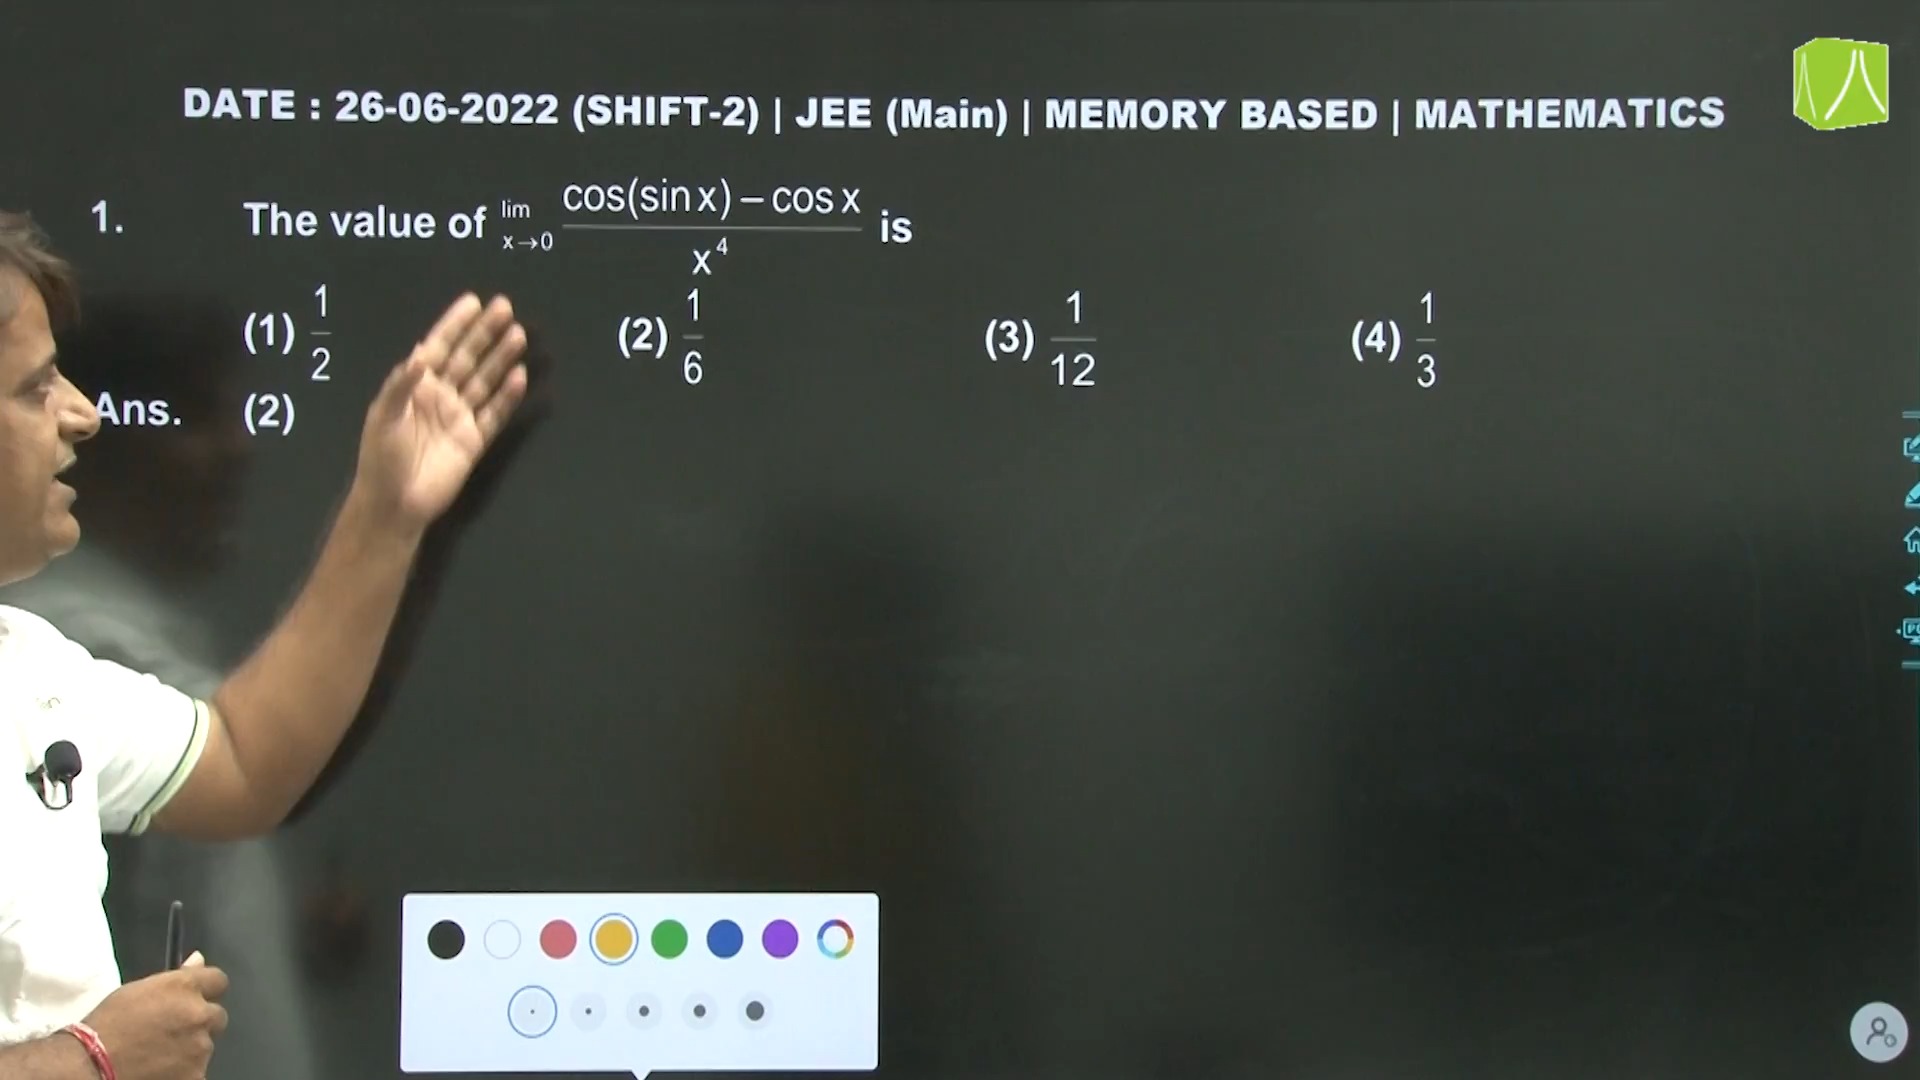 DATE : 26-06-2022 (SHIFT-2) | JEE (Main) | MEMORY BASED | MATHEMATICS
1. The value of lim x→0 cos(sin x) – cos x / x^4 is
(1) 1/2 (2) 1/6 (3) 1/12 (4) 1/3
Ans. (2)